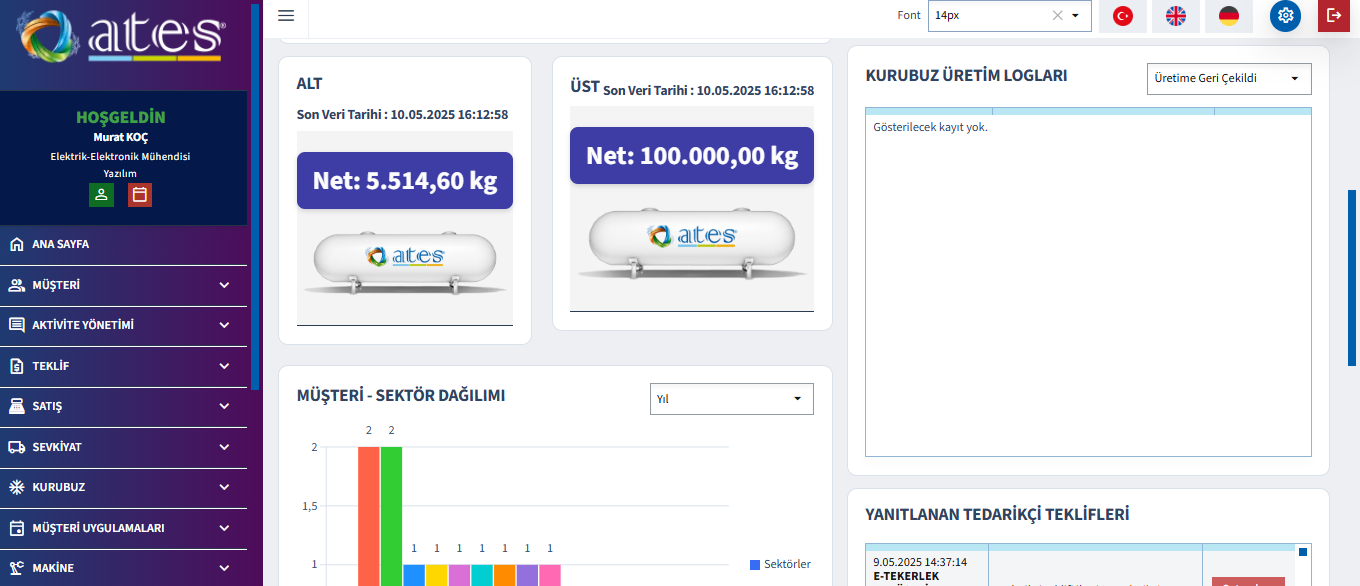 ates
HOŞGELDİN
Murat KOÇ
Elektrik-Elektronik Mühendisi
Yazılım
ANA SAYFA
MÜŞTERİ
AKTİVİTE YÖNETİMİ
TEKLİF
SATIŞ
SEVKİYAT
KURUBUZ
MÜŞTERİ UYGULAMALARI
MAKİNE
Font 14px
ALT
Son Veri Tarihi : 10.05.2025 16:12:58
Net: 5.514,60 kg
ates
ÜST Son Veri Tarihi : 10.05.2025 16:12:58
Net: 100.000,00 kg
ates
MÜŞTERİ - SEKTÖR DAĞILIMI
Yıl
2 2
2
1,5
1 1 1 1 1 1 1
1
Sektörler
KURUBUZ ÜRETİM LOGLARI
Üretime Geri Çekildi
Gösterilecek kayıt yok.
YANITLANAN TEDARİKÇİ TEKLİFLERİ
9.05.2025 14:37:14
E-TEKERLEK